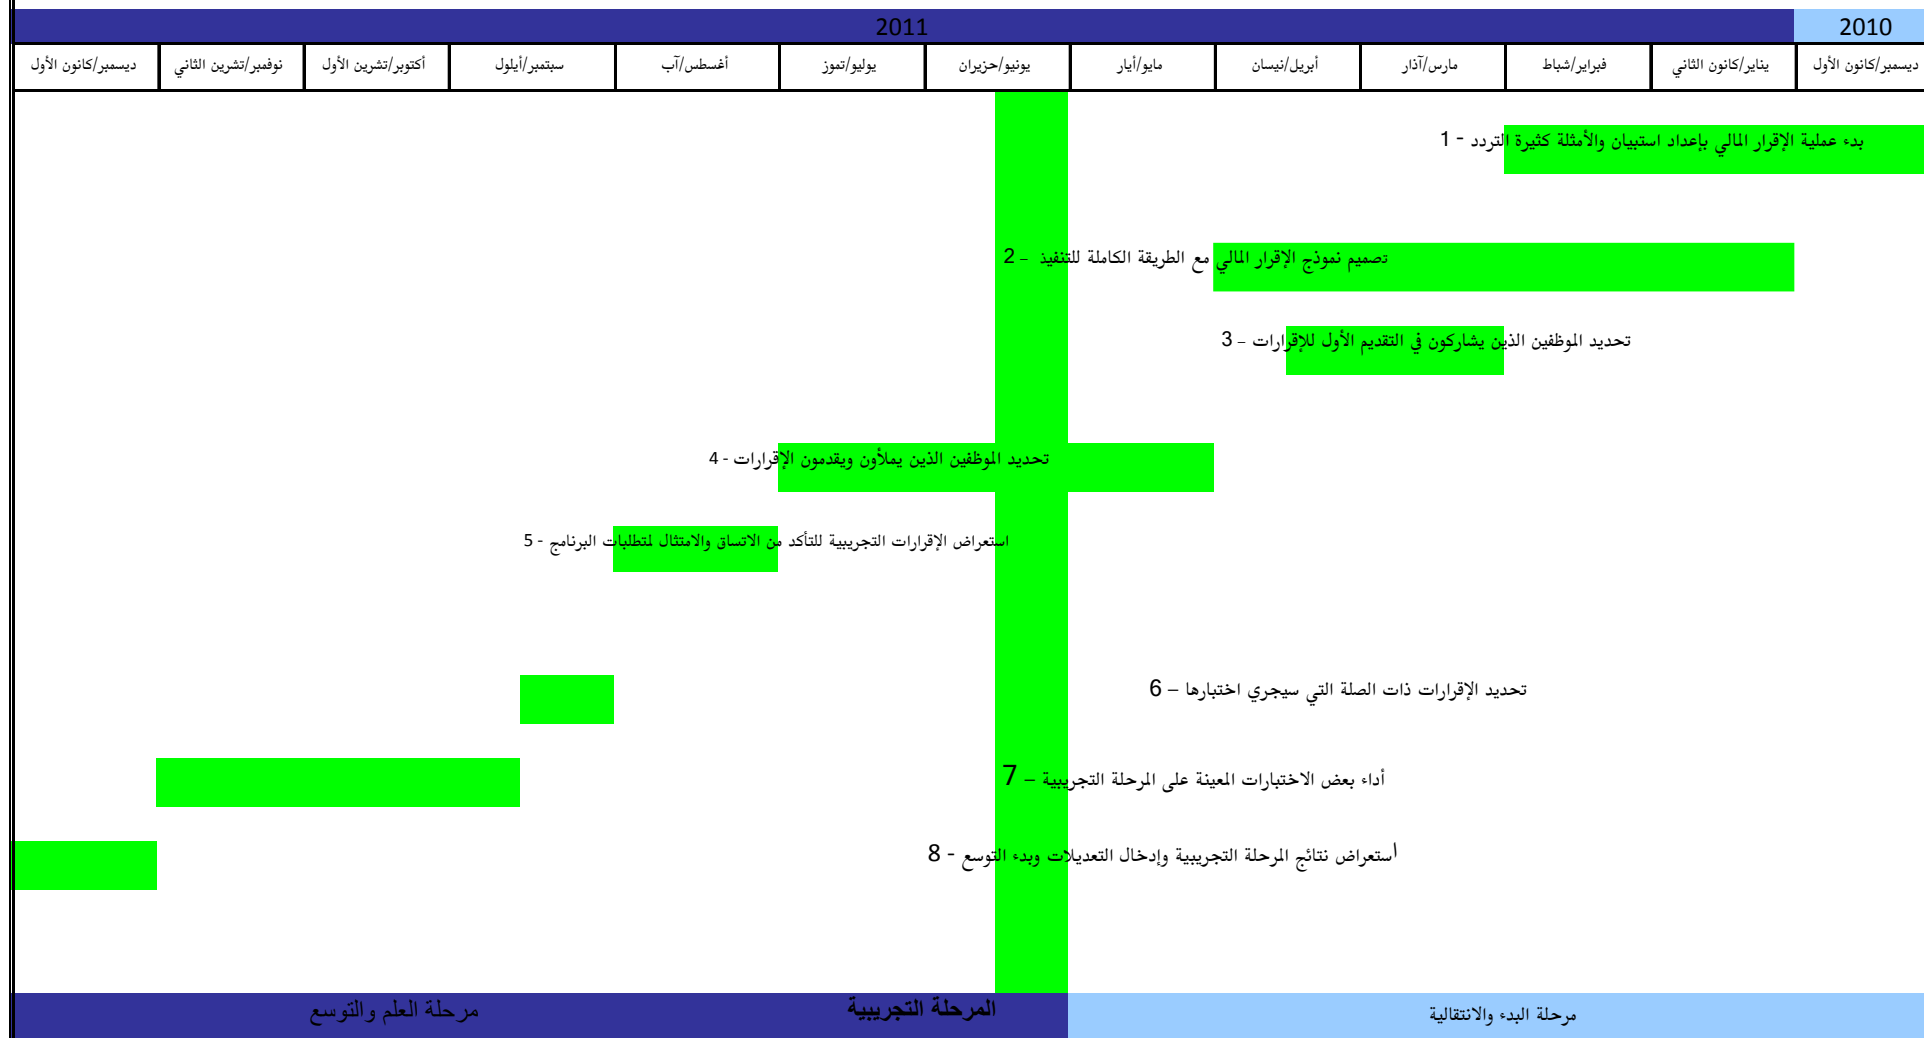 2010
2011
ديسمبر/كانون الأول
يناير/كانون الثاني
فبراير/شباط
مارس/آذار
أبريل/نيسان
مايو/أيار
يونيو/حزيران
يوليو/تموز
أغسطس/آب
سبتمبر/أيلول
أكتوبر/تشرين الأول
نوفمبر/تشرين الثاني
ديسمبر/كانون الأول
بدء عملية الإقرار المالي بإعداد استبيان والأمثلة كثيرة التردد - 1
تصميم نموذج الإقرار المالي مع الطريقة الكاملة للتنفيذ - 2
تحديد الموظفين الذين يشاركون في التقديم الأول للإقرارات - 3
تحديد الموظفين الذين يملأون ويقدمون الإقرارات - 4
استعراض الإقرارات التجريبية للتأكد من الاتساق والامتثال لمتطلبات البرنامج - 5
تحديد الإقرارات ذات الصلة التي سيجري اختبارها – 6
أداء بعض الاختبارات المعينة على المرحلة التجريبية – 7
أستعراض نتائج المرحلة التجريبية وإدخال التعديلات وبدء التوسع - 8
مرحلة البدء والانتقالية
المرحلة التجريبية
مرحلة العلم والتوسع